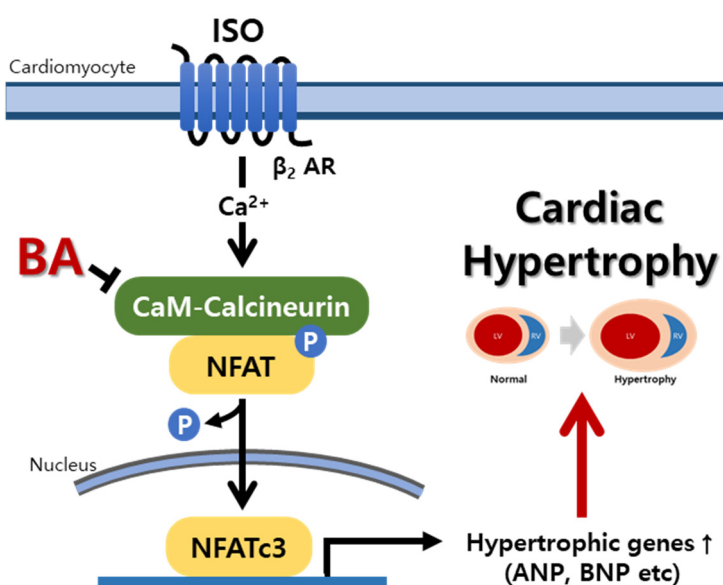 ISO
Cardiomyocyte
β₂ AR
Ca²⁺
BA
CaM-Calcineurin
P
NFAT
P
Nucleus
NFATc3
Cardiac
Hypertrophy
LV
RV
LV
RV
Normal
Hypertrophy
Hypertrophic genes ↑
(ANP, BNP etc)